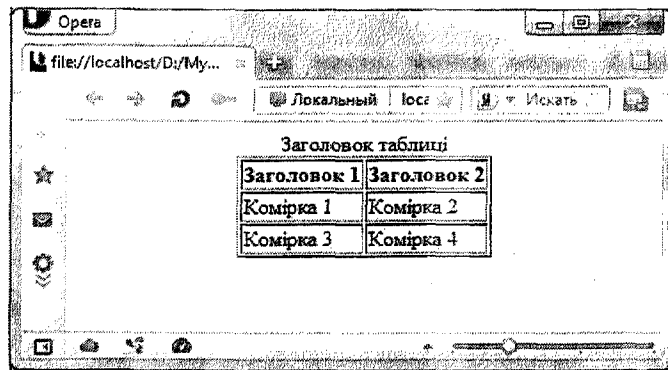 Opera
file://localhost/D:/My...
Локальный loca Искать
Заголовок таблиці
Заголовок 1 Заголовок 2
Комірка 1 Комірка 2
Комірка 3 Комірка 4